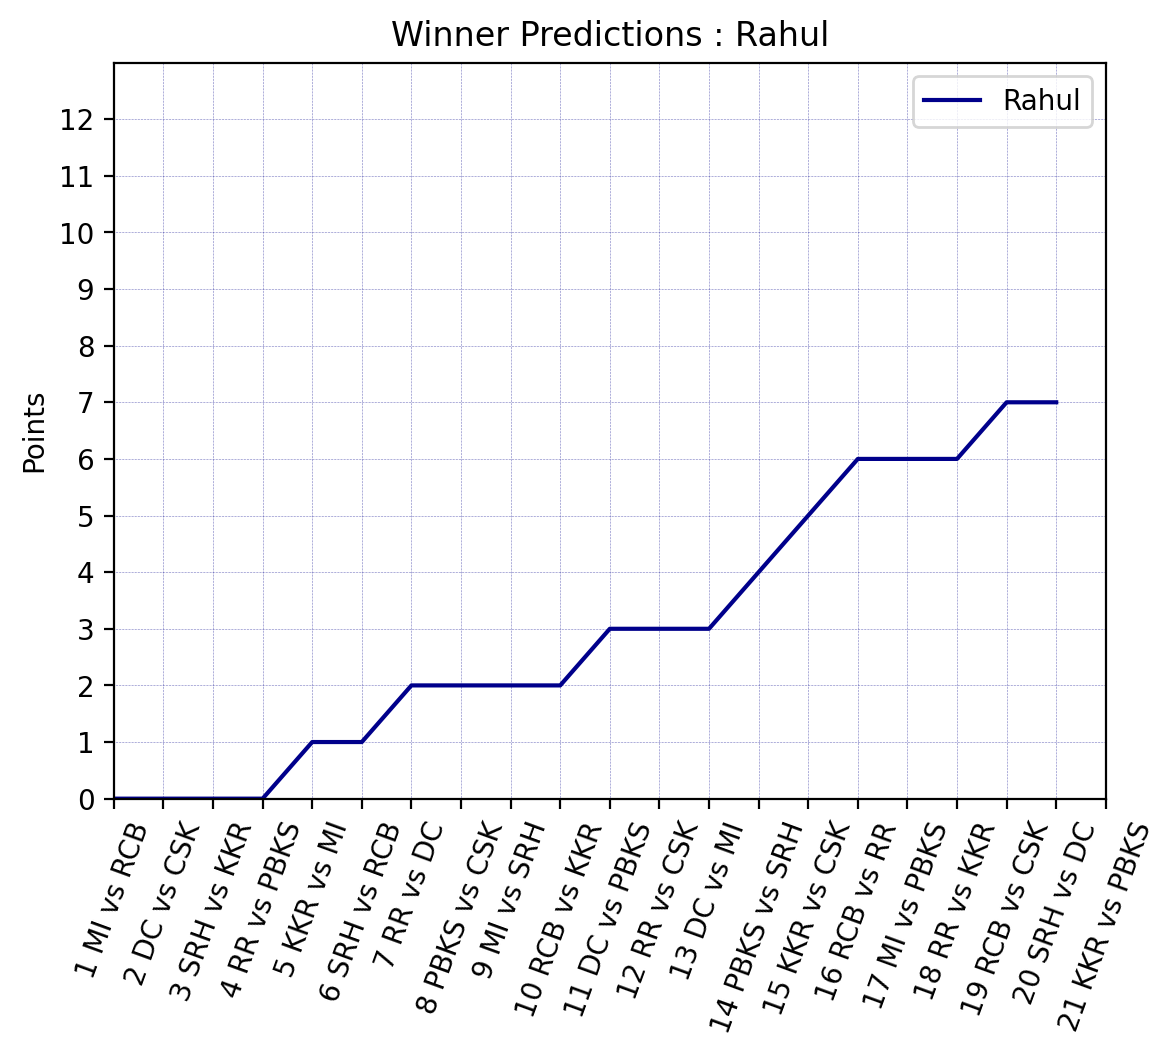 Winner Predictions : Rahul
Rahul
Points
12
11
10
9
8
7
6
5
4
3
2
1
0
1 MI vs RCB
2 DC vs CSK
3 SRH vs KKR
4 RR vs PBKS
5 KKR vs MI
6 SRH vs RCB
7 RR vs DC
8 PBKS vs CSK
9 MI vs SRH
10 RCB vs KKR
11 DC vs PBKS
12 RR vs CSK
13 DC vs MI
14 PBKS vs SRH
15 KKR vs CSK
16 RCB vs RR
17 MI vs PBKS
18 RR vs KKR
19 RCB vs CSK
20 SRH vs DC
21 KKR vs PBKS